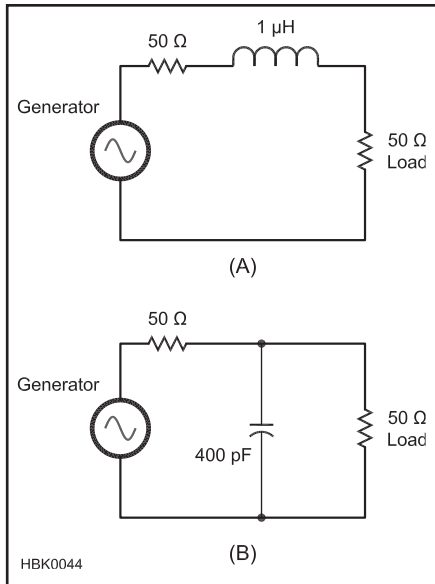 1 µH
50 Ω
Generator
50 Ω
Load
(A)
50 Ω
Generator
50 Ω
Load
400 pF
(B)
HBK0044